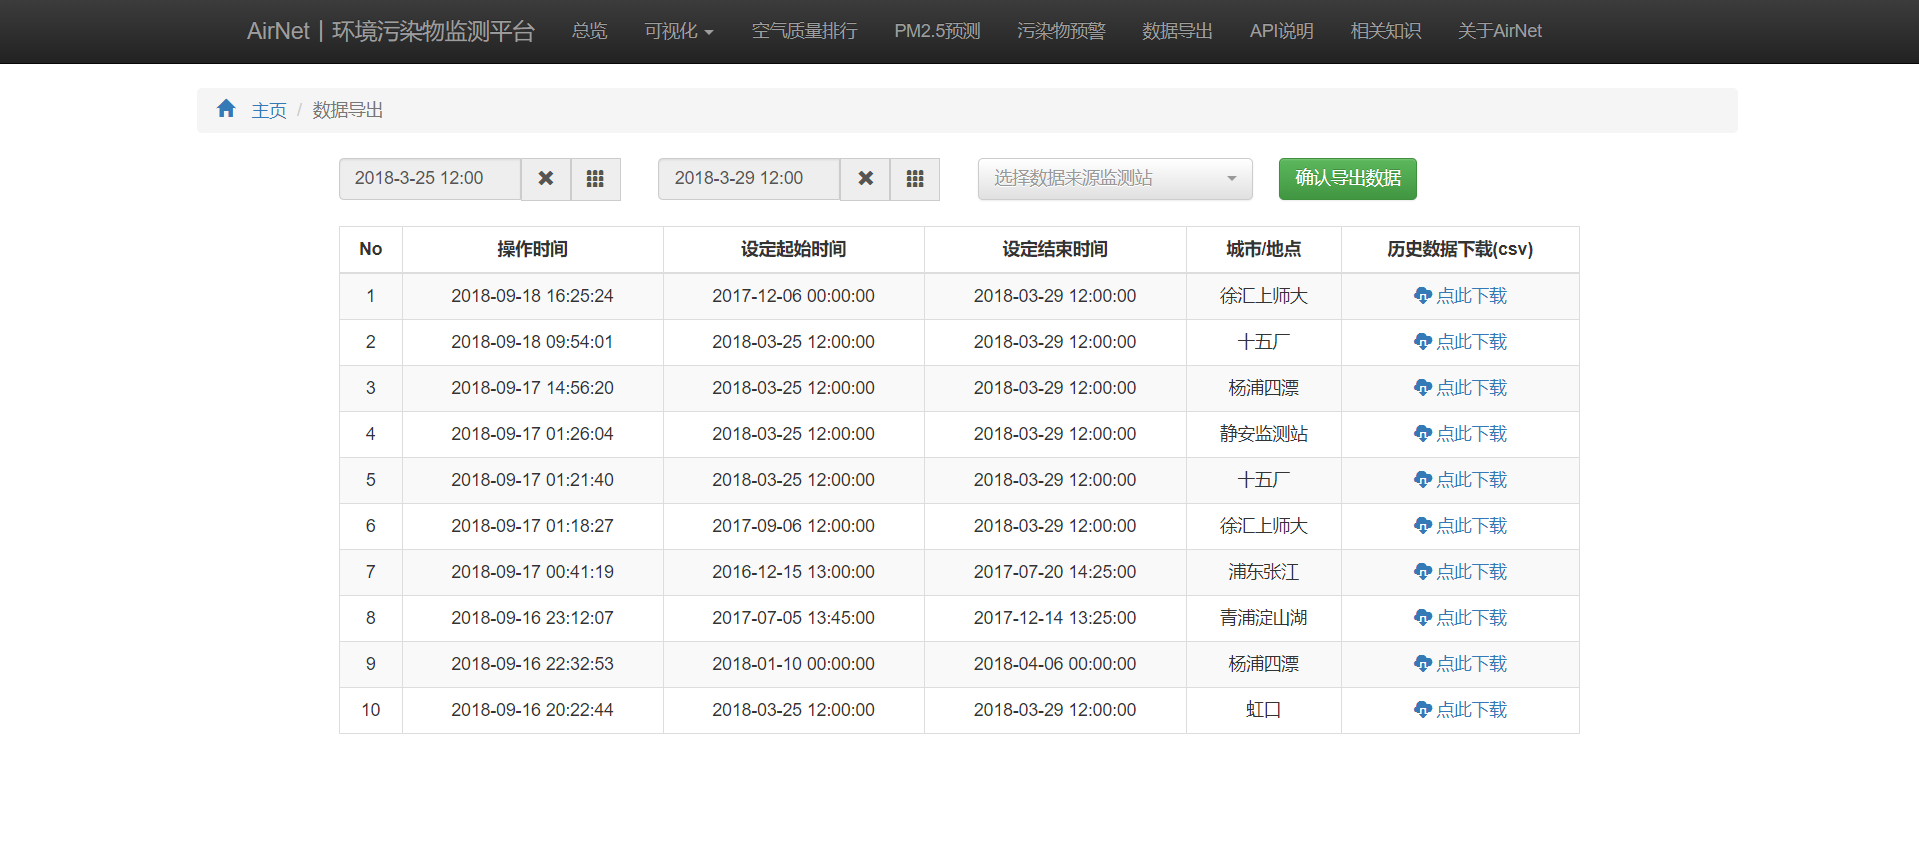 AirNet | 环境污染物监测平台 总览 可视化 空气质量排行 PM2.5预测 污染物预警 数据导出 API说明 相关知识 关于AirNet
主页 / 数据导出
2018-3-25 12:00 2018-3-29 12:00 选择数据来源监测站 确认导出数据
No 操作时间 设定起始时间 设定结束时间 城市/地点 历史数据下载(csv)
1 2018-09-18 16:25:24 2017-12-06 00:00:00 2018-03-29 12:00:00 徐汇上师大 点此下载
2 2018-09-18 09:54:01 2018-03-25 12:00:00 2018-03-29 12:00:00 十五厂 点此下载
3 2018-09-17 14:56:20 2018-03-25 12:00:00 2018-03-29 12:00:00 杨浦四漂 点此下载
4 2018-09-17 01:26:04 2018-03-25 12:00:00 2018-03-29 12:00:00 静安监测站 点此下载
5 2018-09-17 01:21:40 2018-03-25 12:00:00 2018-03-29 12:00:00 十五厂 点此下载
6 2018-09-17 01:18:27 2017-09-06 12:00:00 2018-03-29 12:00:00 徐汇上师大 点此下载
7 2018-09-17 00:41:19 2016-12-15 13:00:00 2017-07-20 14:25:00 浦东张江 点此下载
8 2018-09-16 23:12:07 2017-07-05 13:45:00 2017-12-14 13:25:00 青浦淀山湖 点此下载
9 2018-09-16 22:32:53 2018-01-10 00:00:00 2018-04-06 00:00:00 杨浦四漂 点此下载
10 2018-09-16 20:22:44 2018-03-25 12:00:00 2018-03-29 12:00:00 虹口 点此下载